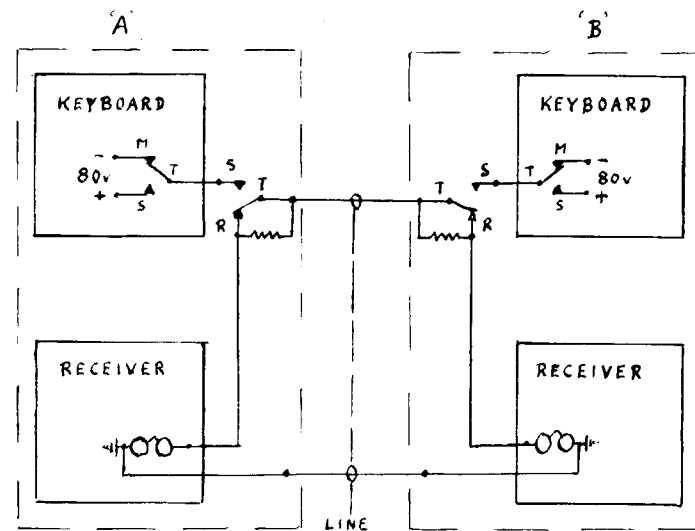 'A'
'B'
KEYBOARD
KEYBOARD
M
-
80V
T
+
S
S
T
R
S
T
R
T
M
-
80V
+
S
RECEIVER
RECEIVER
LINE